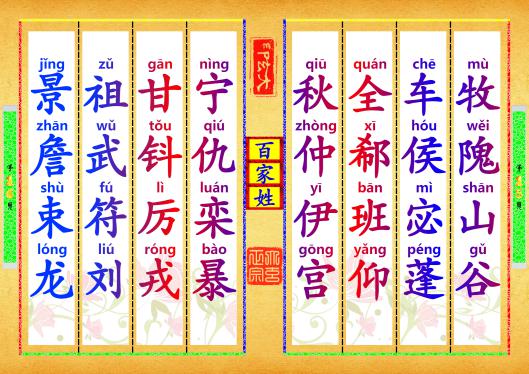 mù 牧 wěi 隗 shān 山 gǔ 谷
chē 车 hóu 侯 mì 宓 péng 蓬
quán 全 xī 郗 bān 班 yǎng 仰
qiū 秋 zhòng 仲 yī 伊 gōng 宫
百家姓
nìng 宁 qiú 仇 luán 栾 bào 暴
gān 甘 tǒu 钭 lì 厉 róng 戎
zǔ 祖 wǔ 武 fú 符 liú 刘
jǐng 景 zhān 詹 shù 束 lóng 龙